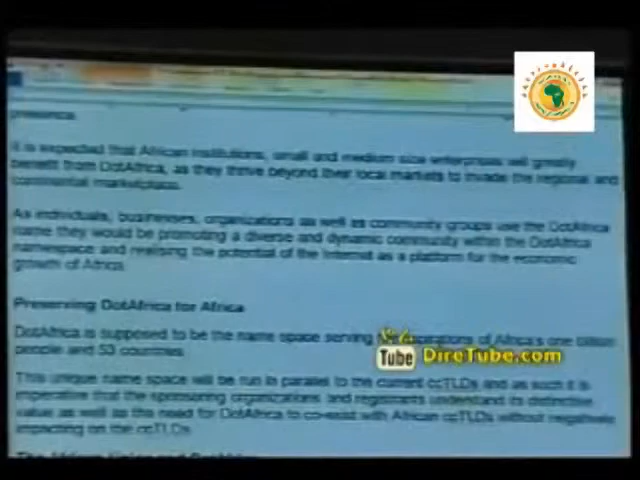 presence.
It is expected that African institutions, small and medium size enterprises will greatly
benefit from DotAfrica, as they thrive beyond their local markets to invade the regional and
continental marketplace.
As individuals, businesses, organizations as well as community groups use the DotAfrica
name they would be promoting a diverse and dynamic community within the DotAfrica
namespace and realising the potential of the Internet as a platform for the economic
growth of Africa.
Preserving DotAfrica for Africa
DotAfrica is supposed to be the name space serving the aspirations of Africa's one billion
people and 53 countries
This unique name space will be run in parallel to the current ccTLDs and as such it is
imperative that the sponsoring organizations and registrants understand its distinctive
value as well as the need for DotAfrica to co-exist with African ccTLDs without negatively
impacting on the ccTLDs
Tube DireTube.com